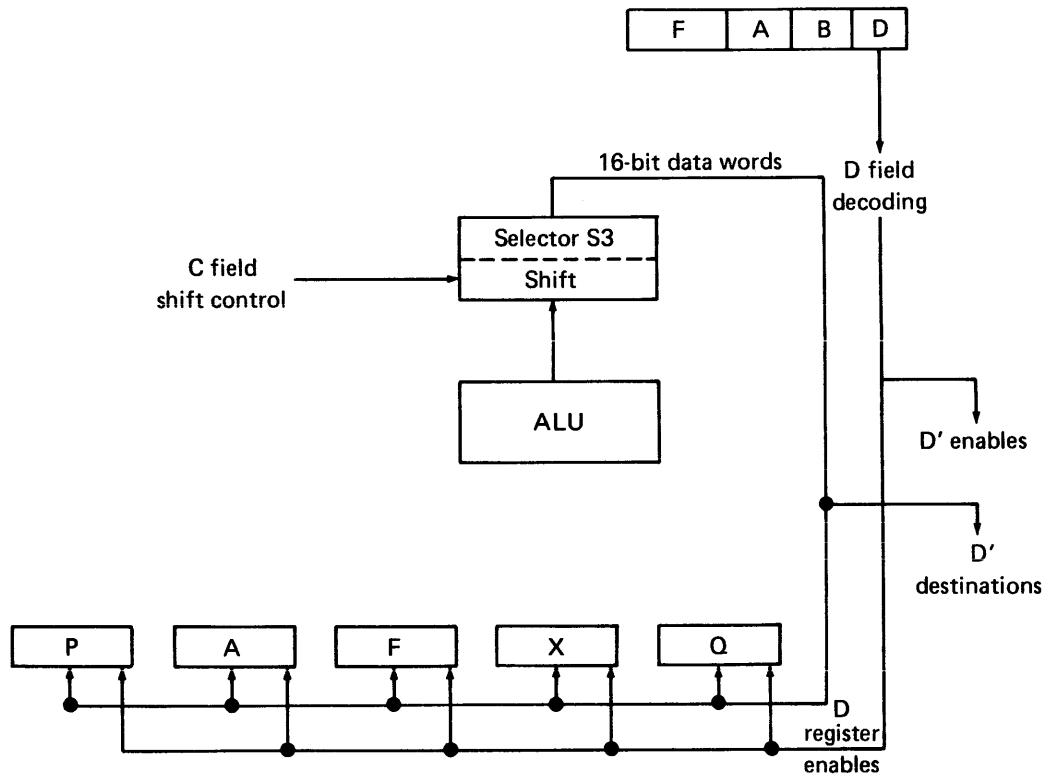 F A B D
16-bit data words
D field
decoding
Selector S3
C field
shift control
Shift
ALU
D' enables
D'
destinations
P A F X Q
D
register
enables